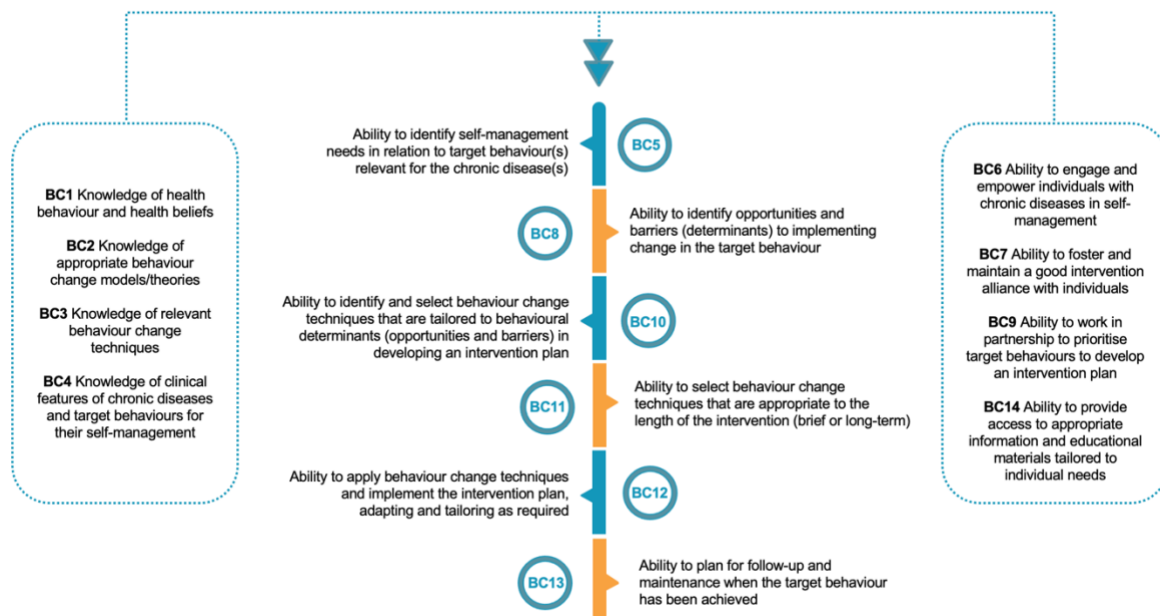 BC1 Knowledge of health
behaviour and health beliefs
BC2 Knowledge of
appropriate behaviour
change models/theories
BC3 Knowledge of relevant
behaviour change
techniques
BC4 Knowledge of clinical
features of chronic diseases
and target behaviours for
their self-management
Ability to identify self-management
needs in relation to target behaviour(s)
relevant for the chronic disease(s)
BC5
BC8
Ability to identify opportunities and
barriers (determinants) to implementing
change in the target behaviour
Ability to identify and select behaviour change
techniques that are tailored to behavioural
determinants (opportunities and barriers) in
developing an intervention plan
BC10
BC11
Ability to select behaviour change
techniques that are appropriate to the
length of the intervention (brief or long-term)
Ability to apply behaviour change techniques
and implement the intervention plan,
adapting and tailoring as required
BC12
BC13
Ability to plan for follow-up and
maintenance when the target behaviour
has been achieved
BC6 Ability to engage and
empower individuals with
chronic diseases in self-
management
BC7 Ability to foster and
maintain a good intervention
alliance with individuals
BC9 Ability to work in
partnership to prioritise
target behaviours to develop
an intervention plan
BC14 Ability to provide
access to appropriate
information and educational
materials tailored to
individual needs